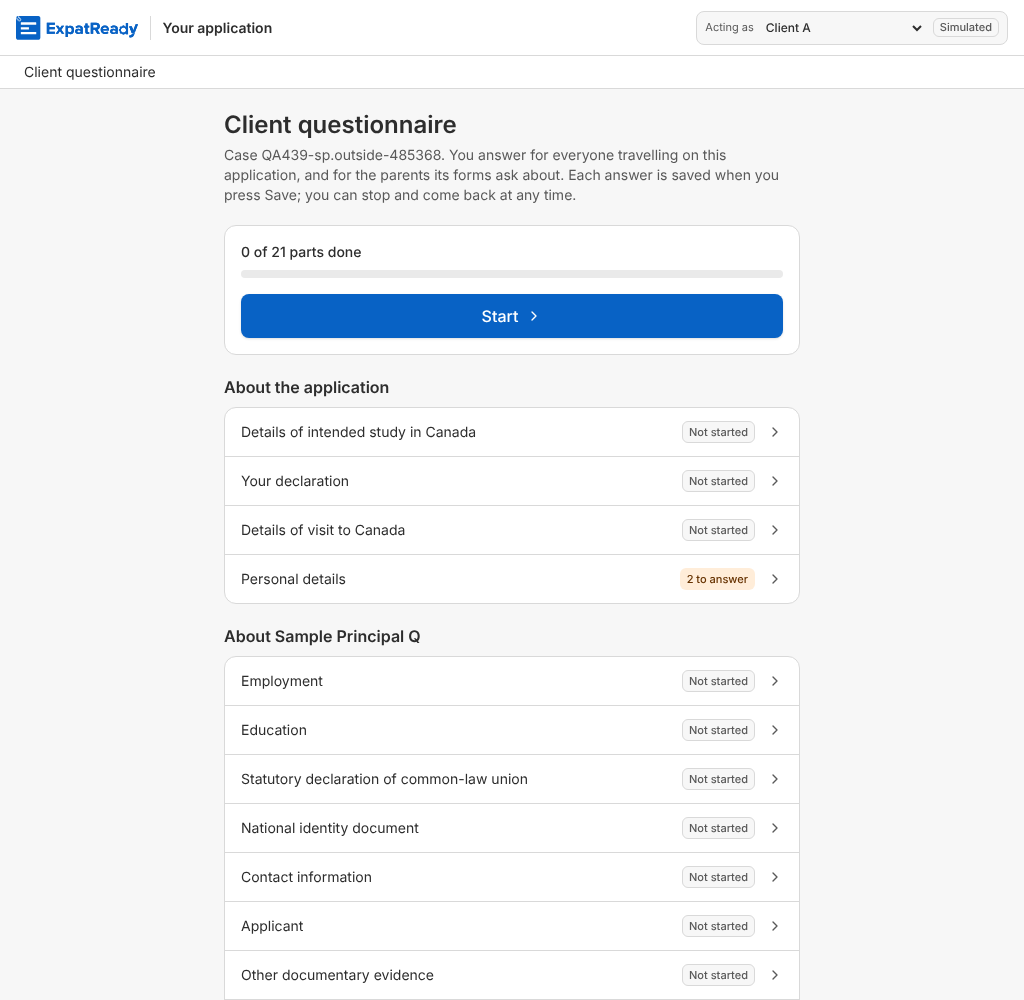 ExpatReady
Your application
Acting as
Client A
Simulated
Client questionnaire
Client questionnaire
Case QA439-sp.outside-485368. You answer for everyone travelling on this
application, and for the parents its forms ask about. Each answer is saved when you
press Save; you can stop and come back at any time.
0 of 21 parts done
Start
About the application
Details of intended study in Canada
Not started
Your declaration
Not started
Details of visit to Canada
Not started
Personal details
2 to answer
About Sample Principal Q
Employment
Not started
Education
Not started
Statutory declaration of common-law union
Not started
National identity document
Not started
Contact information
Not started
Applicant
Not started
Other documentary evidence
Not started